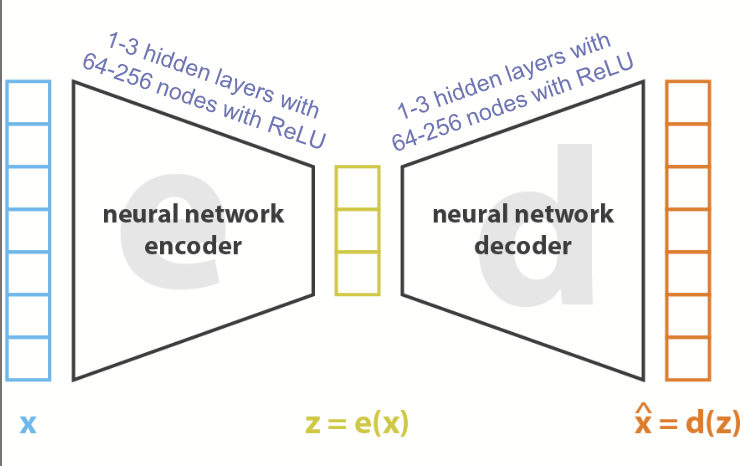 1-3 hidden layers with
64-256 nodes with ReLU
1-3 hidden layers with
64-256 nodes with ReLU
e
neural network
encoder
d
neural network
decoder
x
z = e(x)
x̂ = d(z)